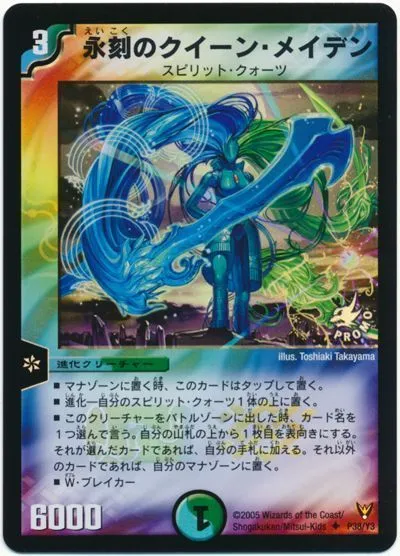 3
えいこく
永刻のクイーン・メイデン
スピリット・クォーツ
PROMO
illus. Toshiaki Takayama
進化クリーチャー
■ マナゾーンに置く時、このカードはタップして置く。
■ 進化―自分のスピリット・クォーツ1体の上に置く。
■ このクリーチャーをバトルゾーンに出した時、カード名を
1つ選んで言う。自分の山札の上から1枚目を表向きにする。
それが選んだカードであれば、自分の手札に加える。それ以外
のカードであれば、自分のマナゾーンに置く。
■ W・ブレイカー
6000
©2005 Wizards of the Coast/
Shogakukan/Mitsui-Kids P38/Y3